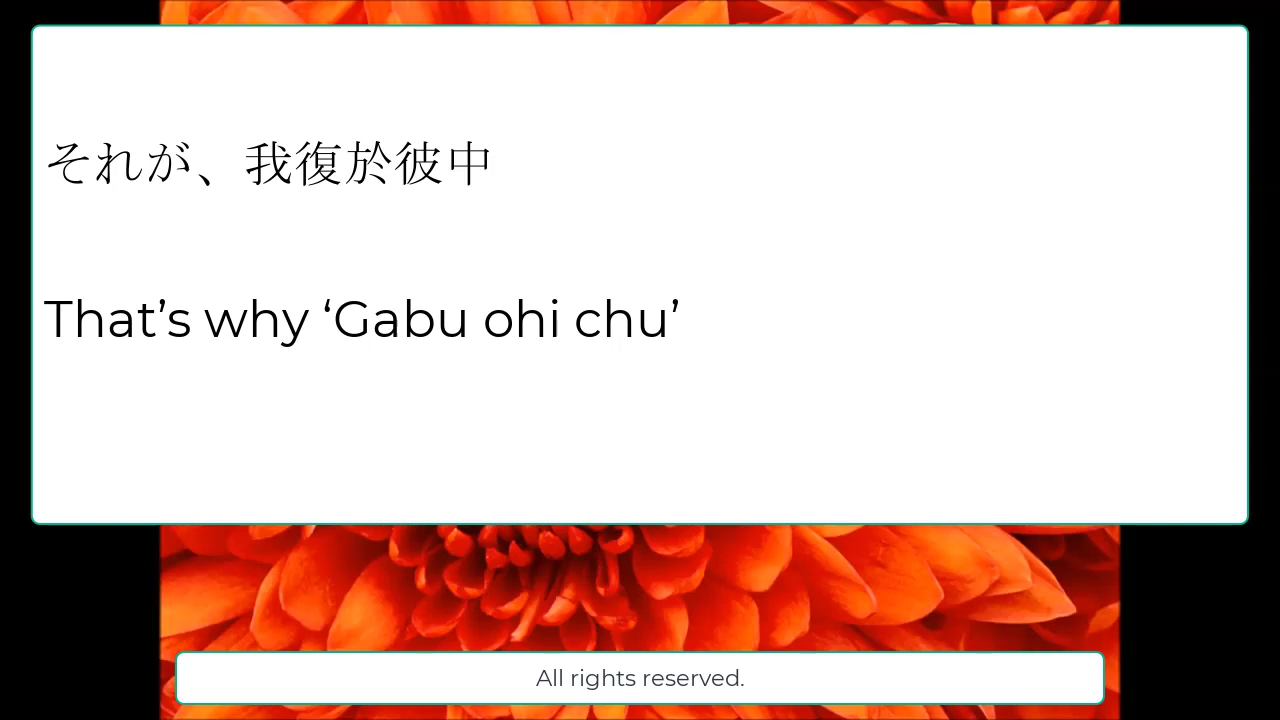 それが、我復於彼中
That’s why ‘Gabu ohi chu’
All rights reserved.